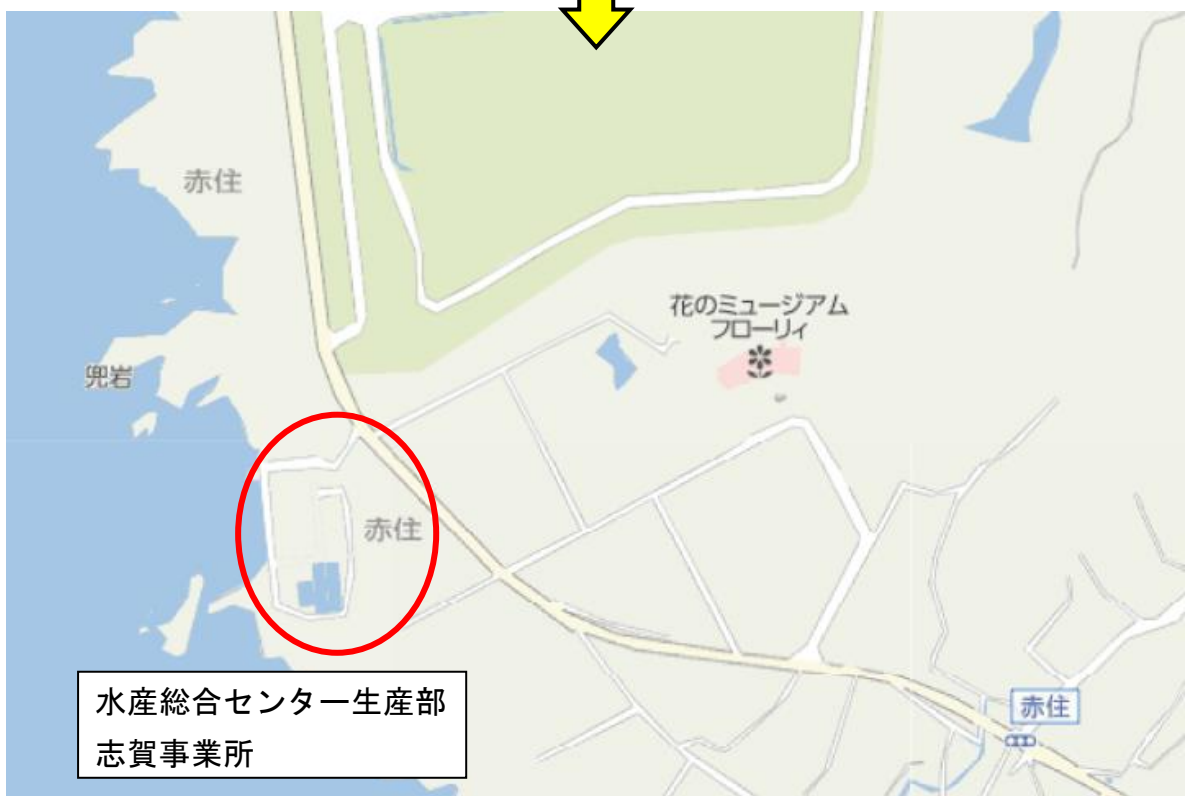 赤住
花のミュージアム
フローリィ
兜岩
赤住
水産総合センター生産部
志賀事業所
赤住